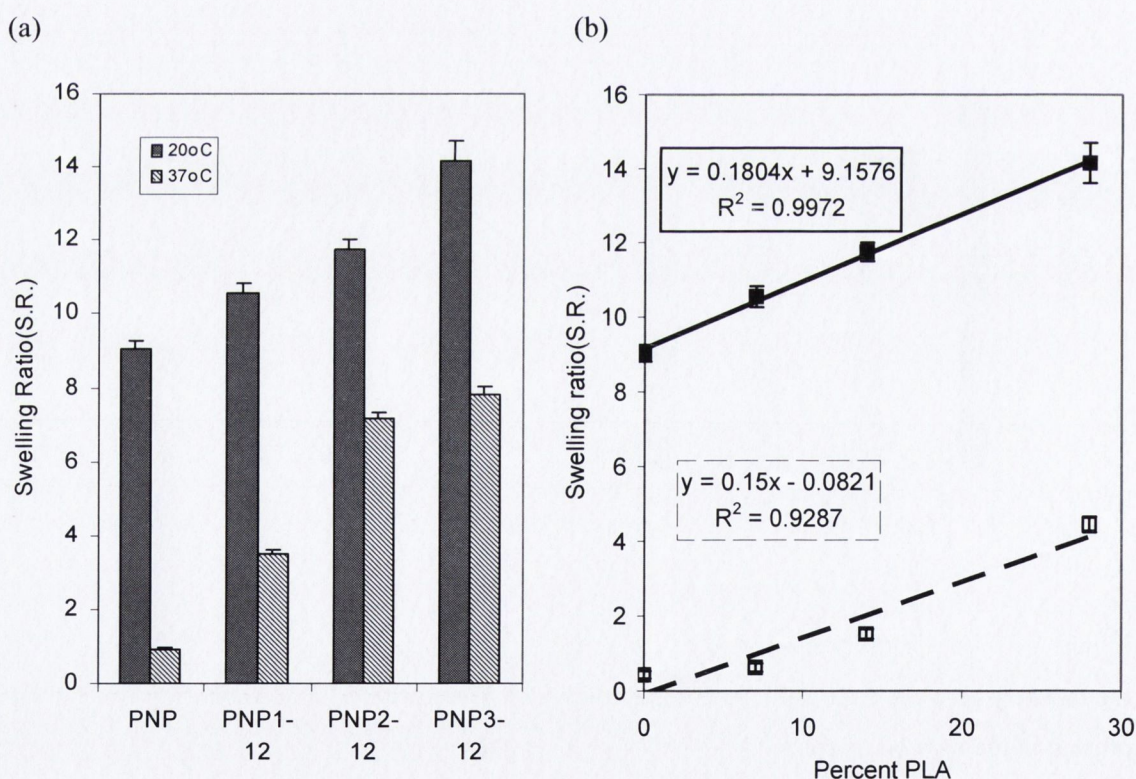 (a)
16
14
12
10
8
6
4
2
0
Swelling Ratio(S.R.)
20oC
37oC
PNP
PNP1-
12
PNP2-
12
PNP3-
12
(b)
16
14
12
10
8
6
4
2
0
Swelling ratio(S.R.)
y = 0.1804x + 9.1576
R² = 0.9972
y = 0.15x - 0.0821
R² = 0.9287
0
10
20
30
Percent PLA